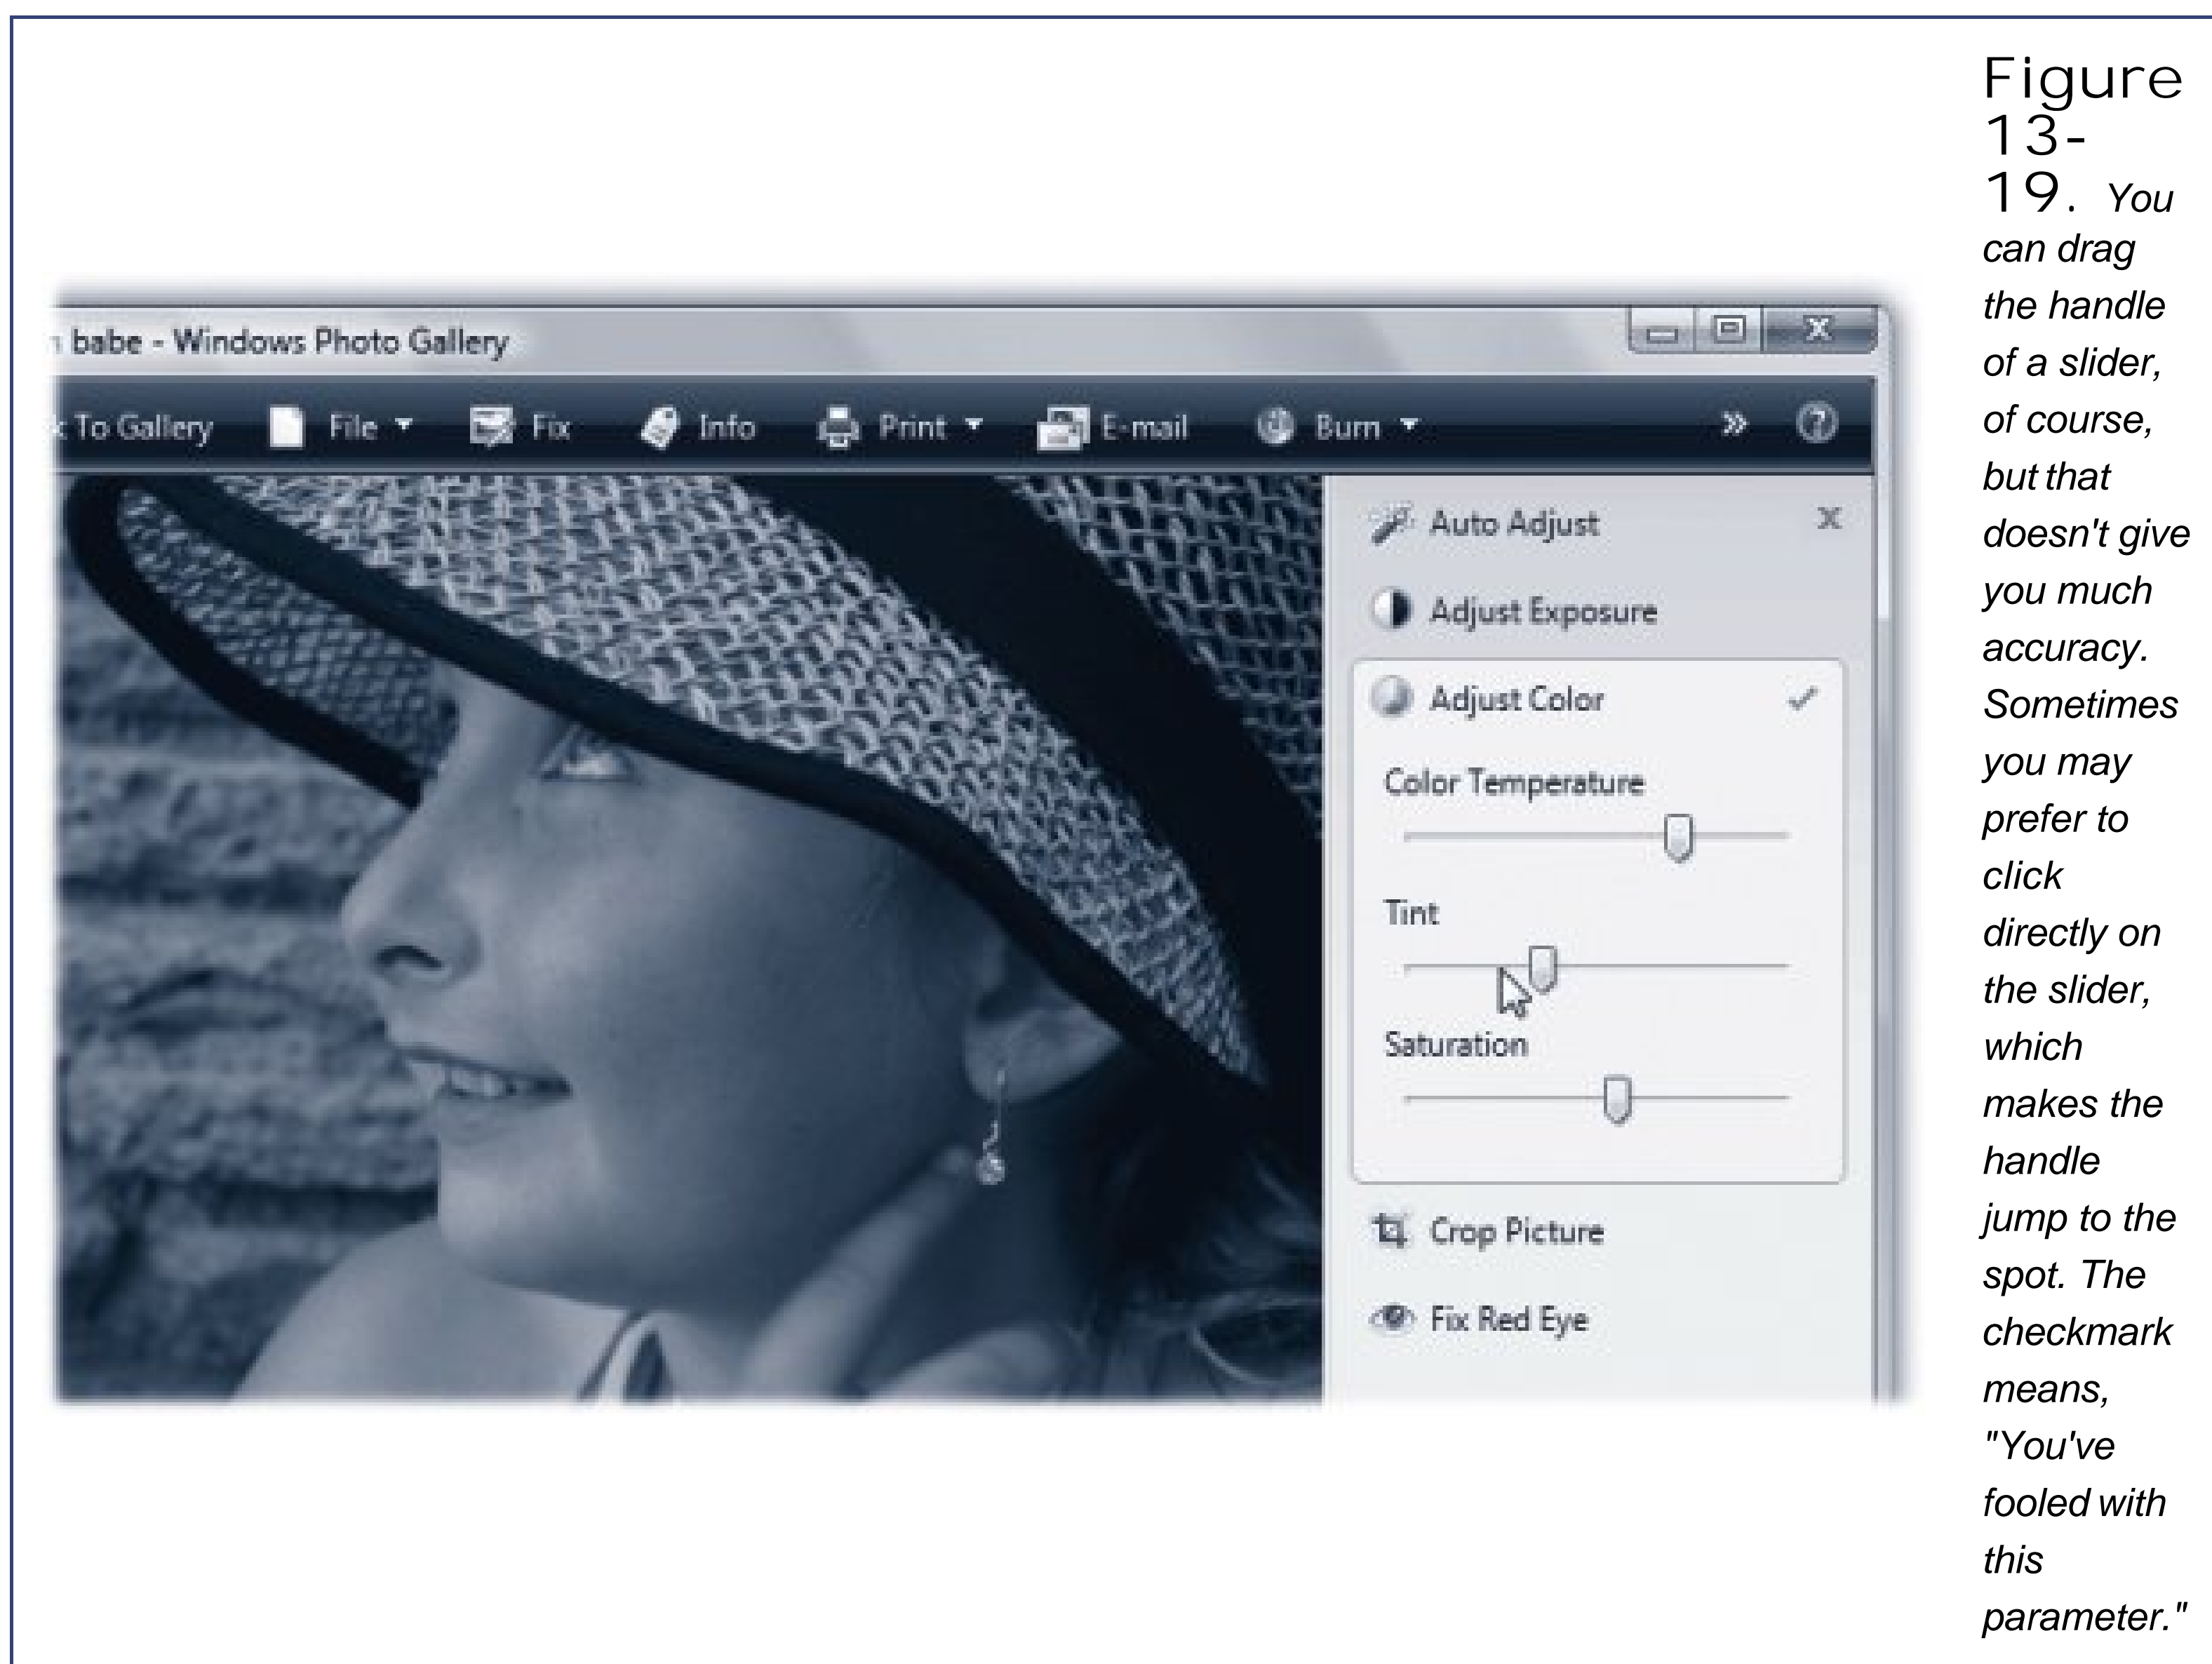 babe - Windows Photo Gallery
To Gallery File Fix Info Print E-mail Burn » ?
Auto Adjust
Adjust Exposure
Adjust Color
Color Temperature
Tint
Saturation
Crop Picture
Fix Red Eye
Figure
13-
19. You
can drag
the handle
of a slider,
of course,
but that
doesn't give
you much
accuracy.
Sometimes
you may
prefer to
click
directly on
the slider,
which
makes the
handle
jump to the
spot. The
checkmark
means,
"You've
fooled with
this
parameter."